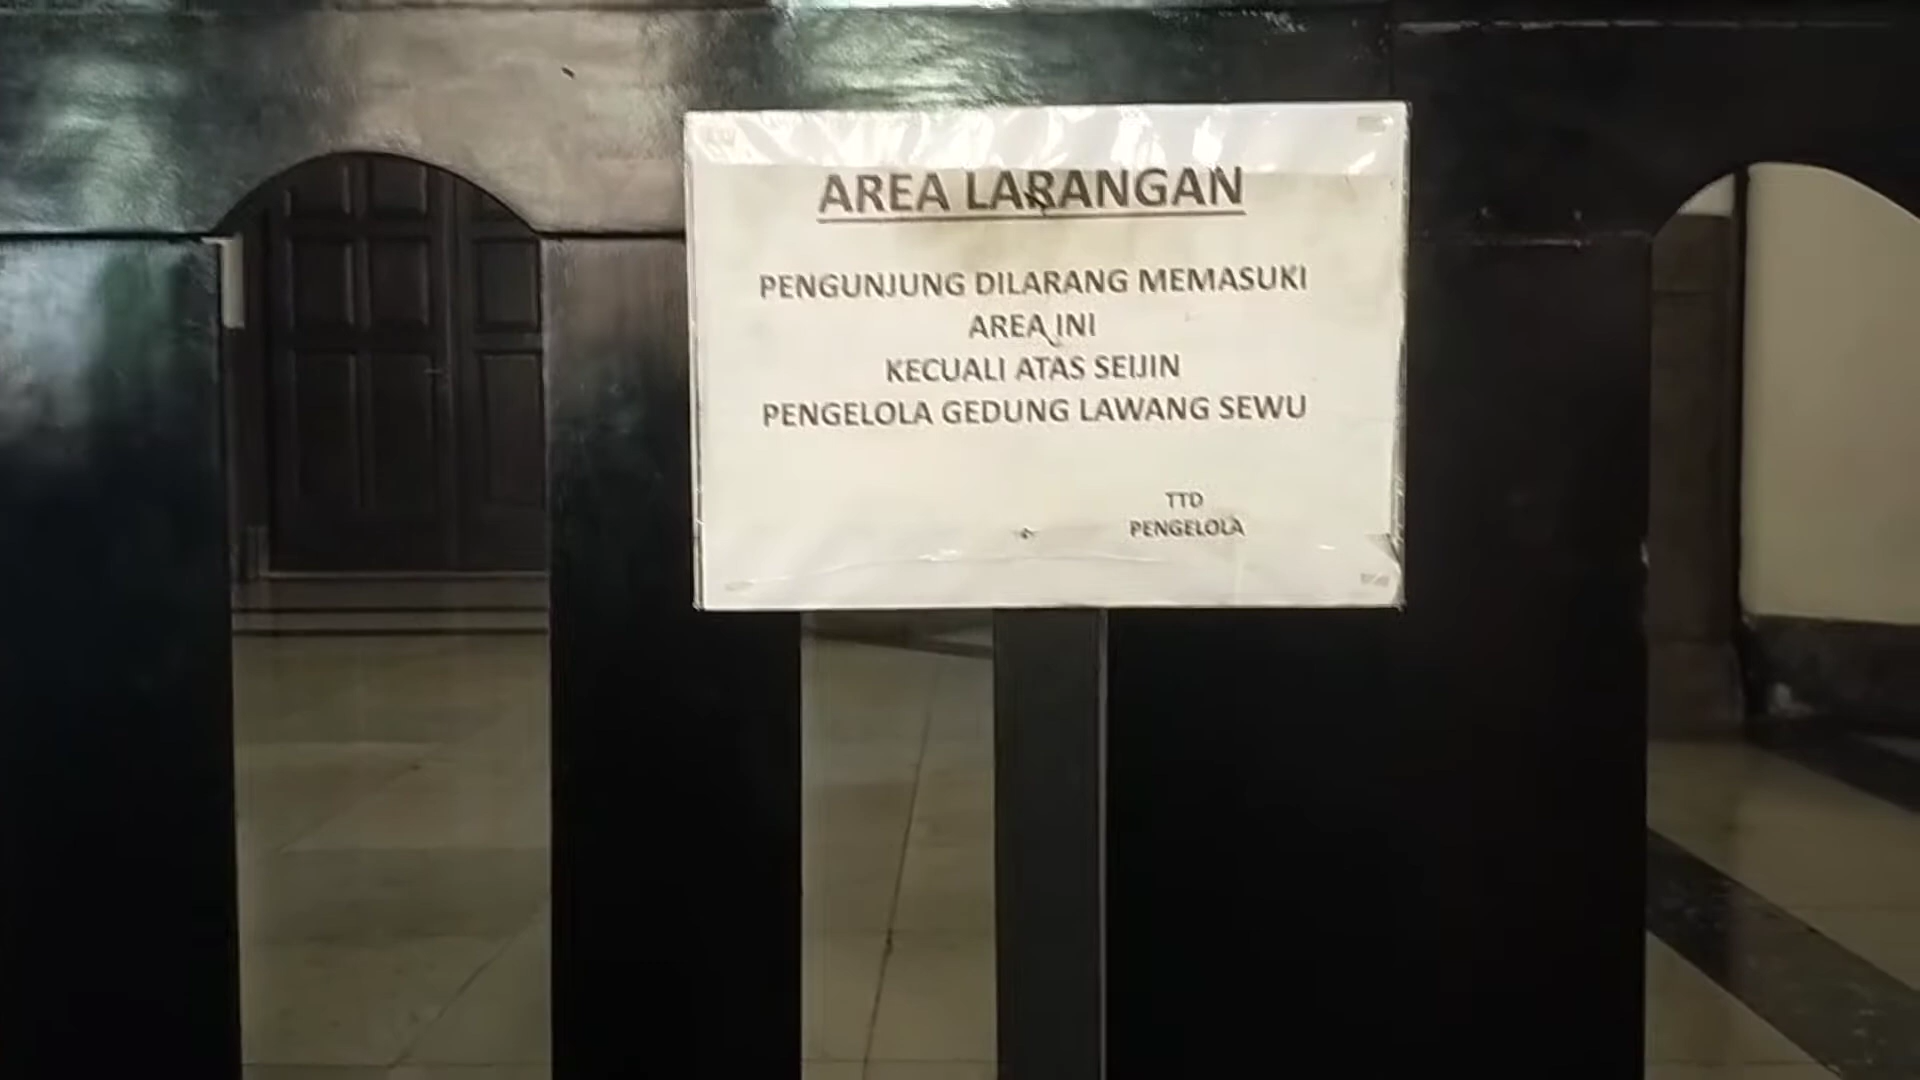 AREA LARANGAN
PENGUNJUNG DILARANG MEMASUKI
AREA INI
KECUALI ATAS SEIJIN
PENGELOLA GEDUNG LAWANG SEWU
TTD
PENGELOLA